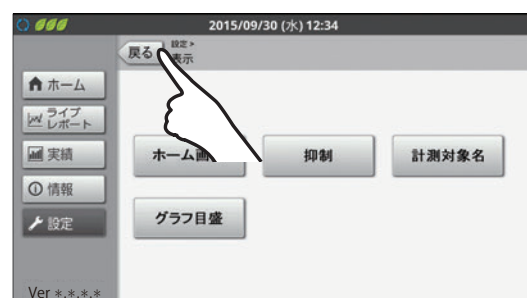 2015/09/30 (水) 12:34
戻る
設定 >
表示
ホーム
ライブ
レポート
実績
情報
設定
ホーム画
抑制
計測対象名
グラフ目盛
Ver *.*.*.*